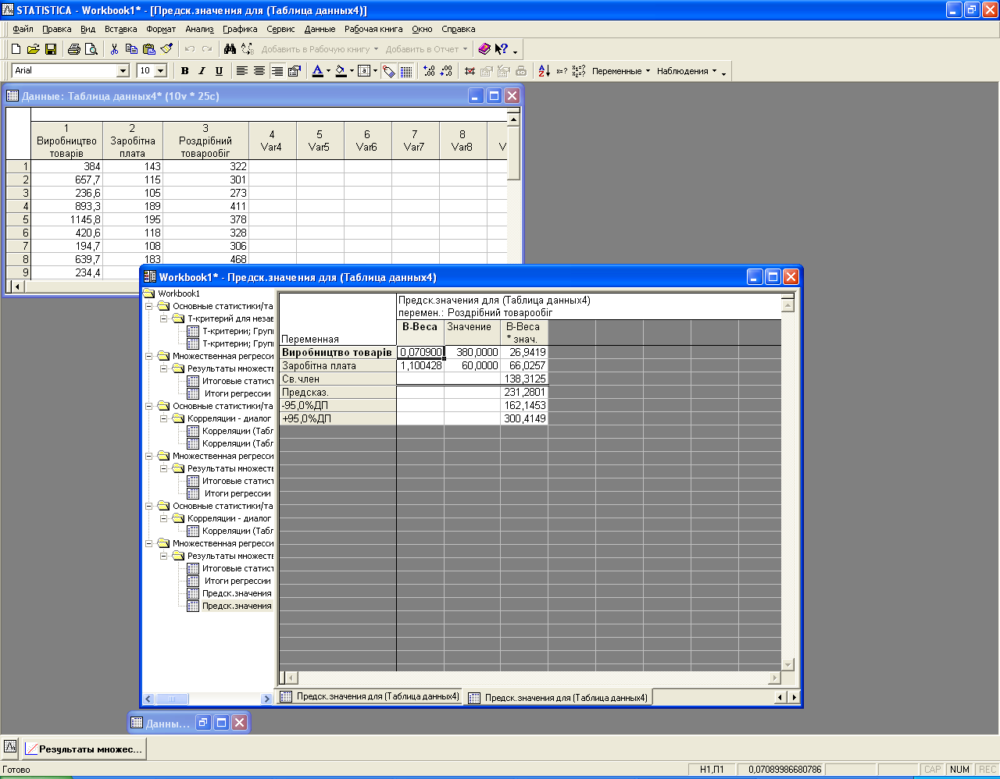 STATISTICA - Workbook1* - [Предск.значения для (Таблица данных4)]
Файл Правка Вид Вставка Формат Анализ Графика Сервис Данные Рабочая книга Окно Справка
Добавить в Рабочую книгу Добавить в Отчет
Arial 10 B I U Переменные Наблюдения
Данные: Таблица данных4* (10v * 25c)
1 2 3 4 5 6 7 8
Виробництво товарів Заробітна плата Роздрібний товарообіг Var4 Var5 Var6 Var7 Var8 V
1 384 143 322
2 657,7 115 301
3 236,6 105 273
4 893,3 189 411
5 1145,8 195 378
6 420,6 118 328
7 194,7 108 306
8 639,7 183 468
9 234,4
Workbook1* - Предск.значения для (Таблица данных4)
Workbook1
Основные статистики/та
Т-критерий для незав
Т-критерии; Групп
Т-критерии; Групп
Множественная регресси
Результаты множеств
Итоговые статист
Итоги регрессии
Основные статистики/та
Корреляции - диалог
Корреляции (Табл
Корреляции (Табл
Множественная регресси
Результаты множеств
Итоговые статист
Итоги регрессии
Основные статистики/та
Корреляции - диалог
Корреляции (Табл
Множественная регресси
Результаты множеств
Итоговые статист
Итоги регрессии
Предск.значения
Предск.значения
Предск.значения для (Таблица данных4)
перемен.: Роздрібний товарообіг
Переменная В-Веса Значение В-Веса * знач.
Виробництво товарів 0,070900 380,0000 26,9419
Заробітна плата 1,100428 60,0000 66,0257
Св.член 138,3125
Предсказ. 231,2801
-95,0%ДП 162,1453
+95,0%ДП 300,4149
Предск.значения для (Таблица данных4) Предск.значения для (Таблица данных4)
Данны...
Результаты множес...
Готово Н1,П1 0,07089986680786 CAP NUM REC